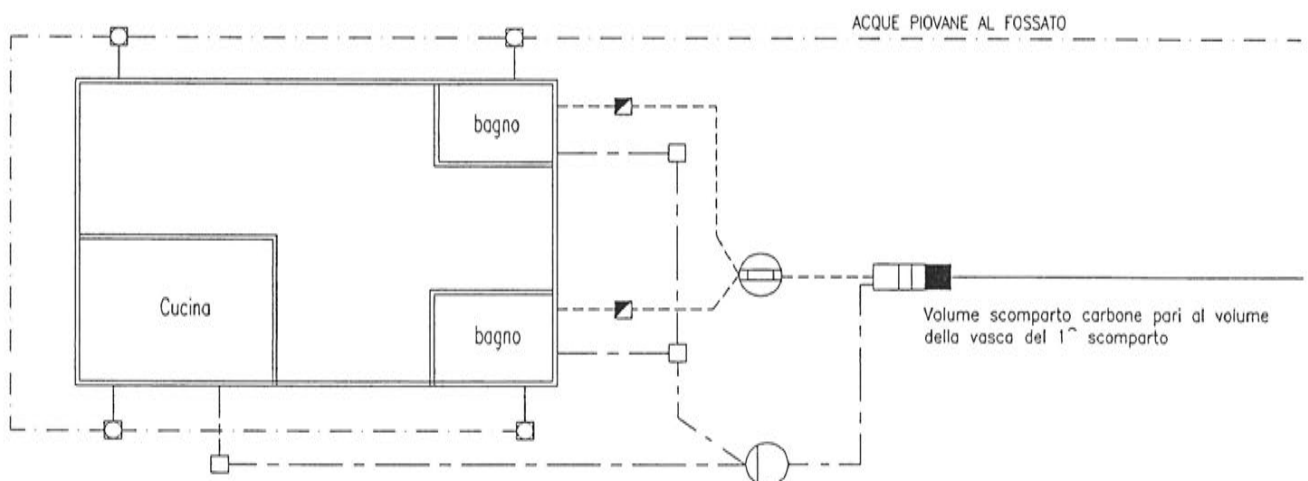 ACQUE PIOVANE AL FOSSATO
bagno
Cucina
bagno
Volume scomparto carbone pari al volume
della vasca del 1^ scomparto